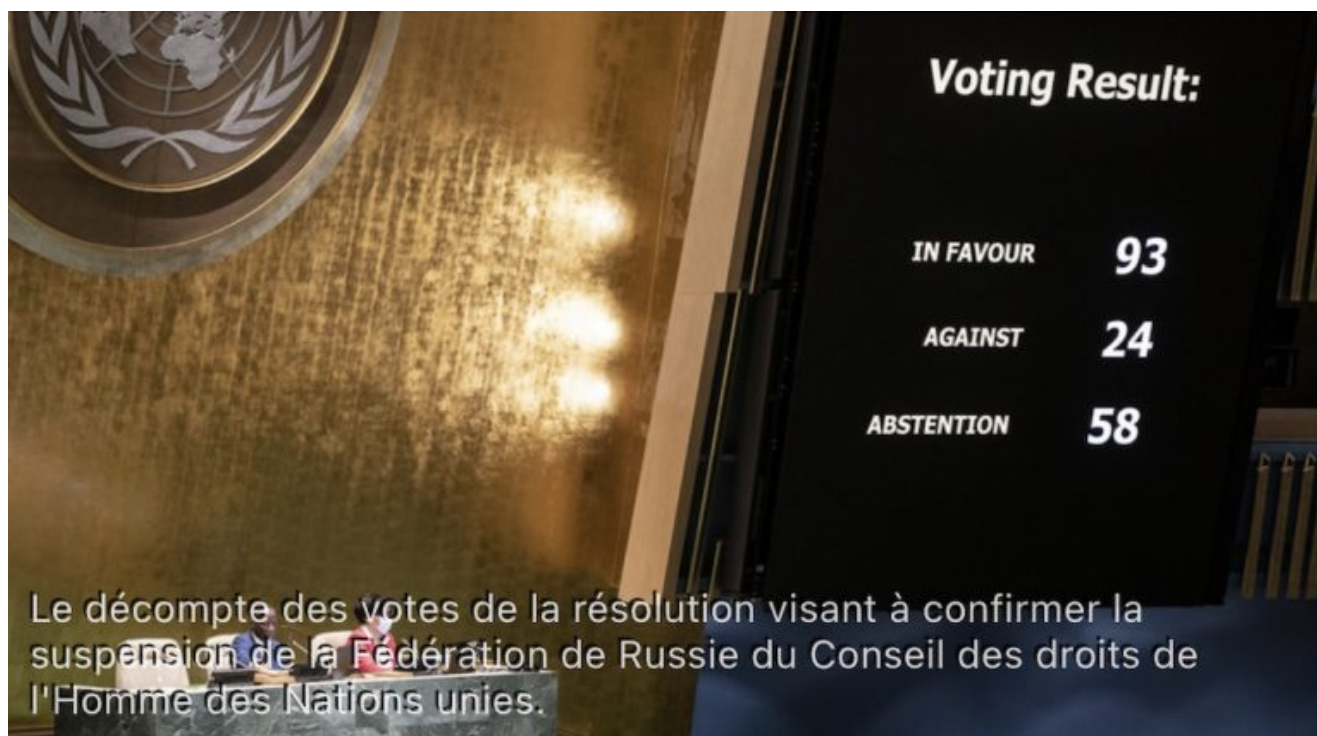 Voting Result:
IN FAVOUR 93
AGAINST 24
ABSTENTION 58
Le décompte des votes de la résolution visant à confirmer la
suspension de la Fédération de Russie du Conseil des droits de
l'Homme des Nations unies.